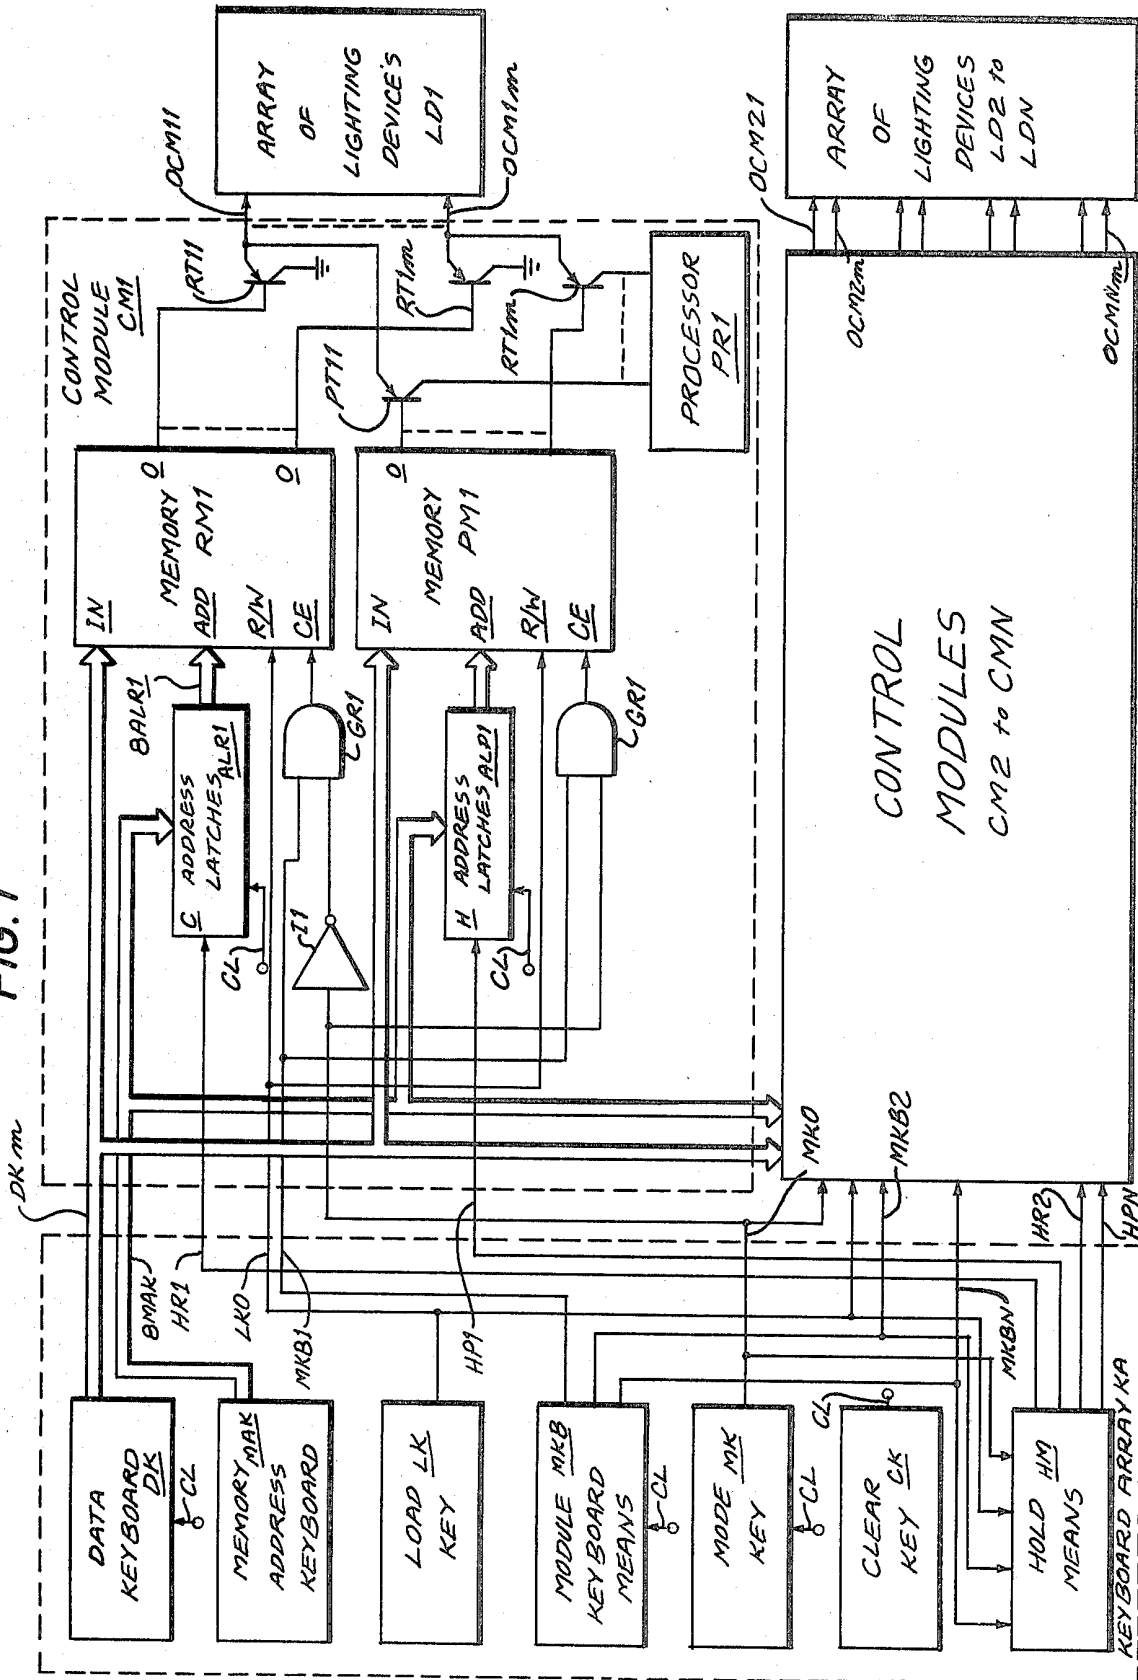 FIG. 1
DKm
BMAK
HR1
LKO
MKB1
HP1
DATA
KEYBOARD
DK
CL
MEMORY MAK
ADDRESS
KEYBOARD
LOAD LK
KEY
MODULE MKB
KEYBOARD
MEANS
CL
MODE MK
KEY
CL
CLEAR
KEY CK
CL
HOLD HM
MEANS
KEYBOARD ARRAY KA
CONTROL
MODULE
CM1
BALR1
C ADDRESS
LATCHES ALR1
CL
I1
GR1
IN
MEMORY
ADD RM1
R/W
CE
O
O
H ADDRESS
LATCHES ALP1
CL
GR1
IN
MEMORY
ADD PM1
R/W
CE
O
RT11
PT11
RT1m
RT1m
PROCESSOR
PR1
OCM11
OCM1m
ARRAY
OF
LIGHTING
DEVICE'S
LD1
MKO
MKB2
MKBN
HR2
HPN
CONTROL
MODULES
CM2 to CMN
OCM2m
OCMNm
OCM21
ARRAY
OF
LIGHTING
DEVICES
LD2 to
LDN